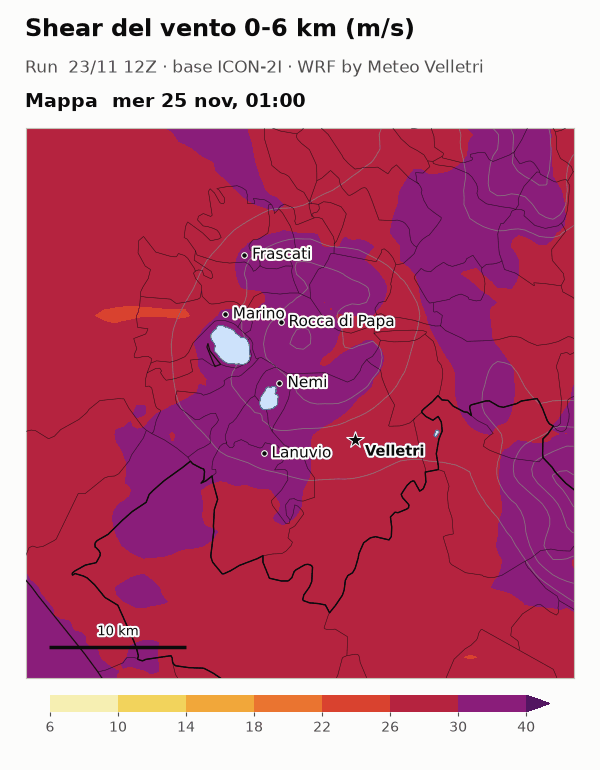 Shear del vento 0-6 km (m/s)
Run  23/11 12Z · base ICON-2I · WRF by Meteo Velletri
Mappa  mer 25 nov, 01:00
Frascati
Marino
Rocca di Papa
Nemi
Velletri
Lanuvio
10 km
6 10 14 18 22 26 30 40